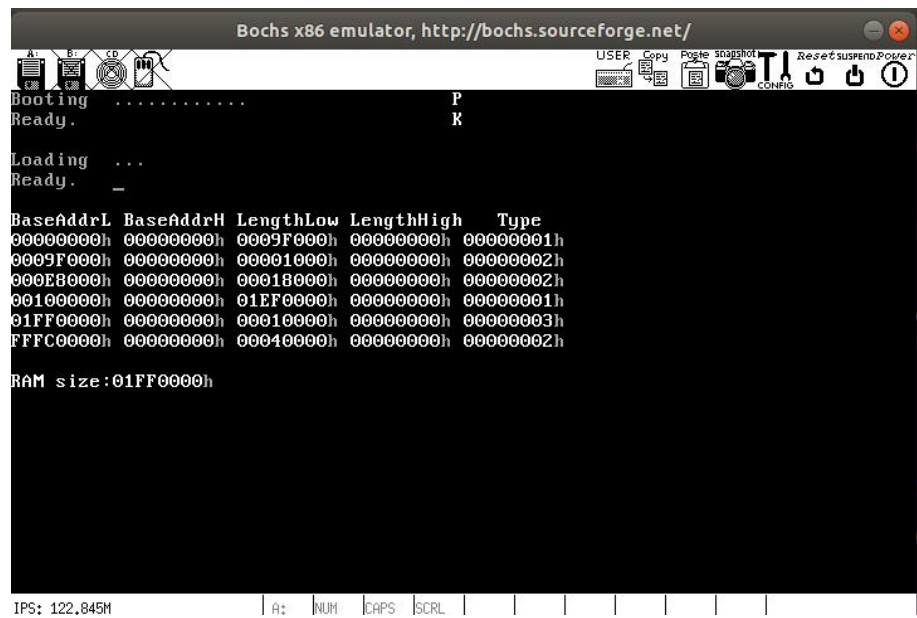 Bochs x86 emulator, http://bochs.sourceforge.net/
A: B: CD USER Copy Paste snapshot CONFIG Reset SUSPEND Power
Booting ............ P
Ready. K
Loading ...
Ready. _
BaseAddrL BaseAddrH LengthLow LengthHigh Type
00000000h 00000000h 0009F000h 00000000h 00000001h
0009F000h 00000000h 00001000h 00000000h 00000002h
000E8000h 00000000h 00018000h 00000000h 00000002h
00100000h 00000000h 01EF0000h 00000000h 00000001h
01FF0000h 00000000h 00010000h 00000000h 00000003h
FFFC0000h 00000000h 00040000h 00000000h 00000002h
RAM size:01FF0000h
IPS: 122.845M A: NUM CAPS SCRL